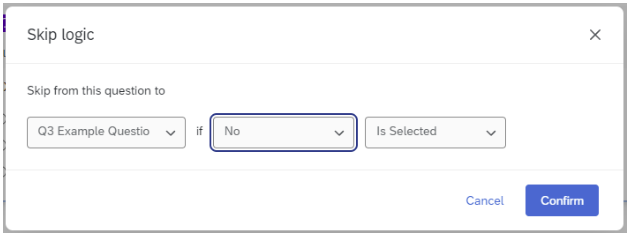 Skip logic
Skip from this question to
Q3 Example Questio if No Is Selected
Cancel Confirm